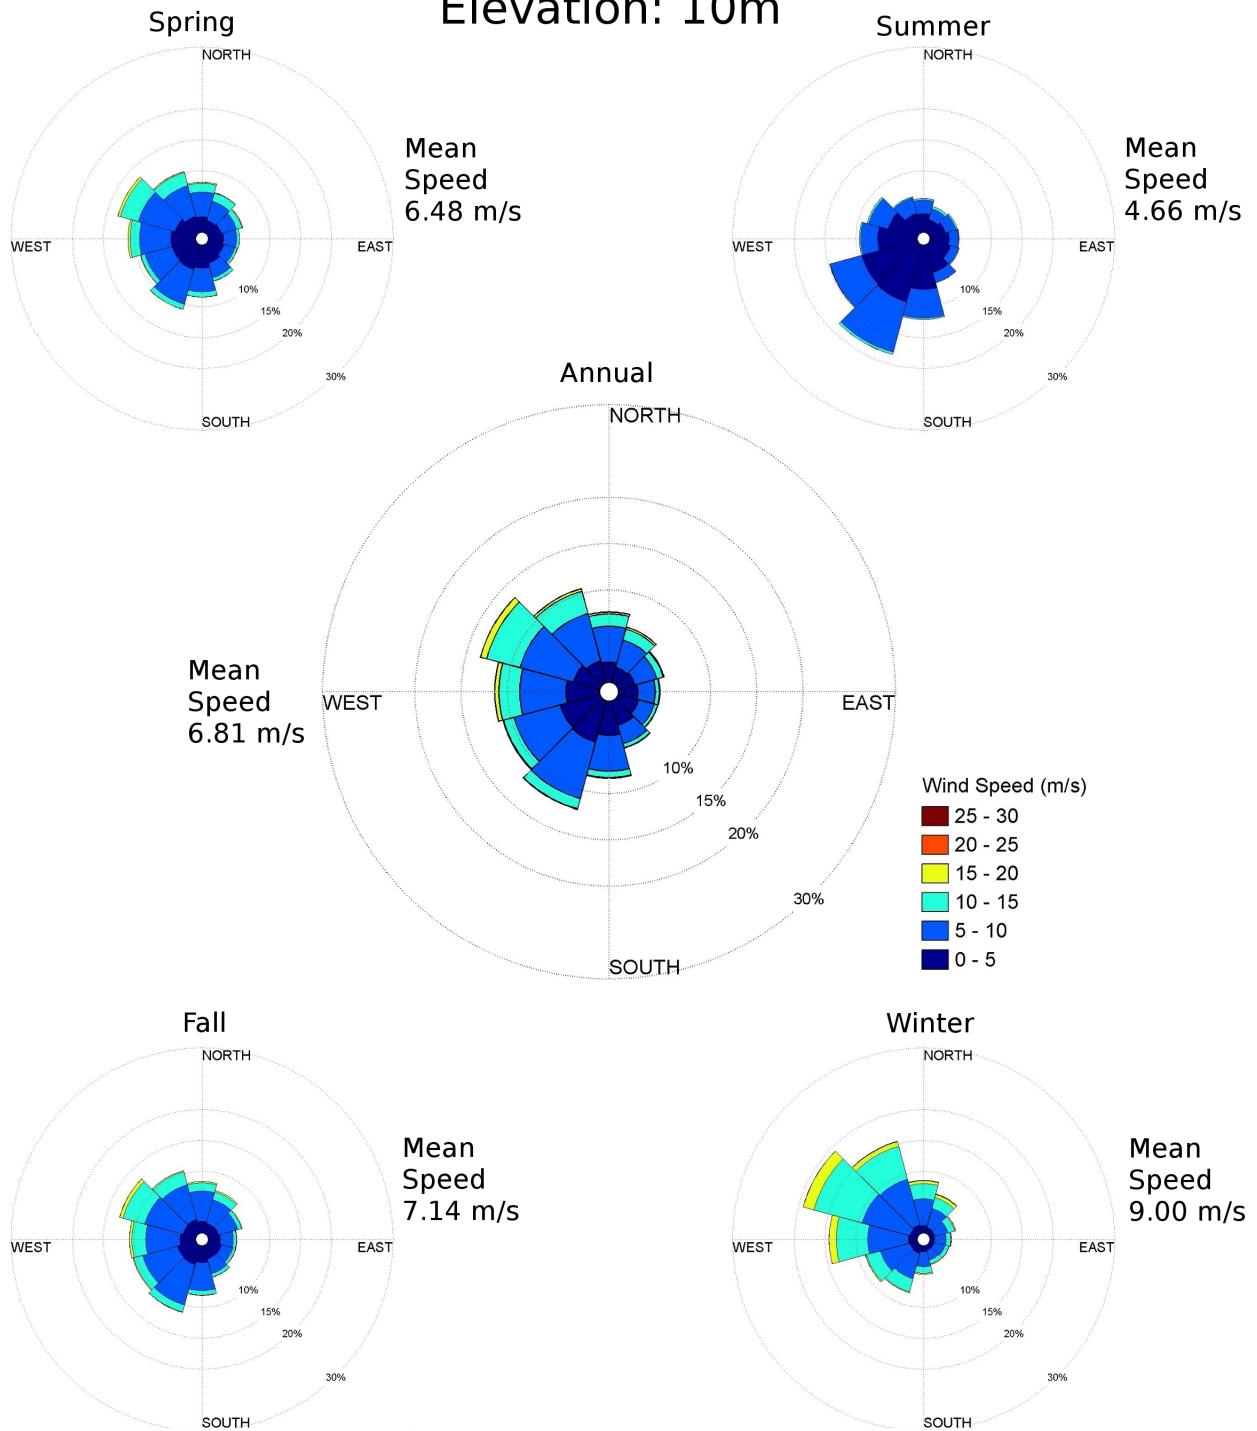 Elevation: 10m
Spring
NORTH
WEST
EAST
SOUTH
10%
15%
20%
30%
Mean
Speed
6.48 m/s
Summer
NORTH
WEST
EAST
SOUTH
10%
15%
20%
30%
Mean
Speed
4.66 m/s
Annual
NORTH
WEST
EAST
SOUTH
10%
15%
20%
30%
Mean
Speed
6.81 m/s
Wind Speed (m/s)
25 - 30
20 - 25
15 - 20
10 - 15
5 - 10
0 - 5
Fall
NORTH
WEST
EAST
SOUTH
10%
15%
20%
30%
Mean
Speed
7.14 m/s
Winter
NORTH
WEST
EAST
SOUTH
10%
15%
20%
30%
Mean
Speed
9.00 m/s